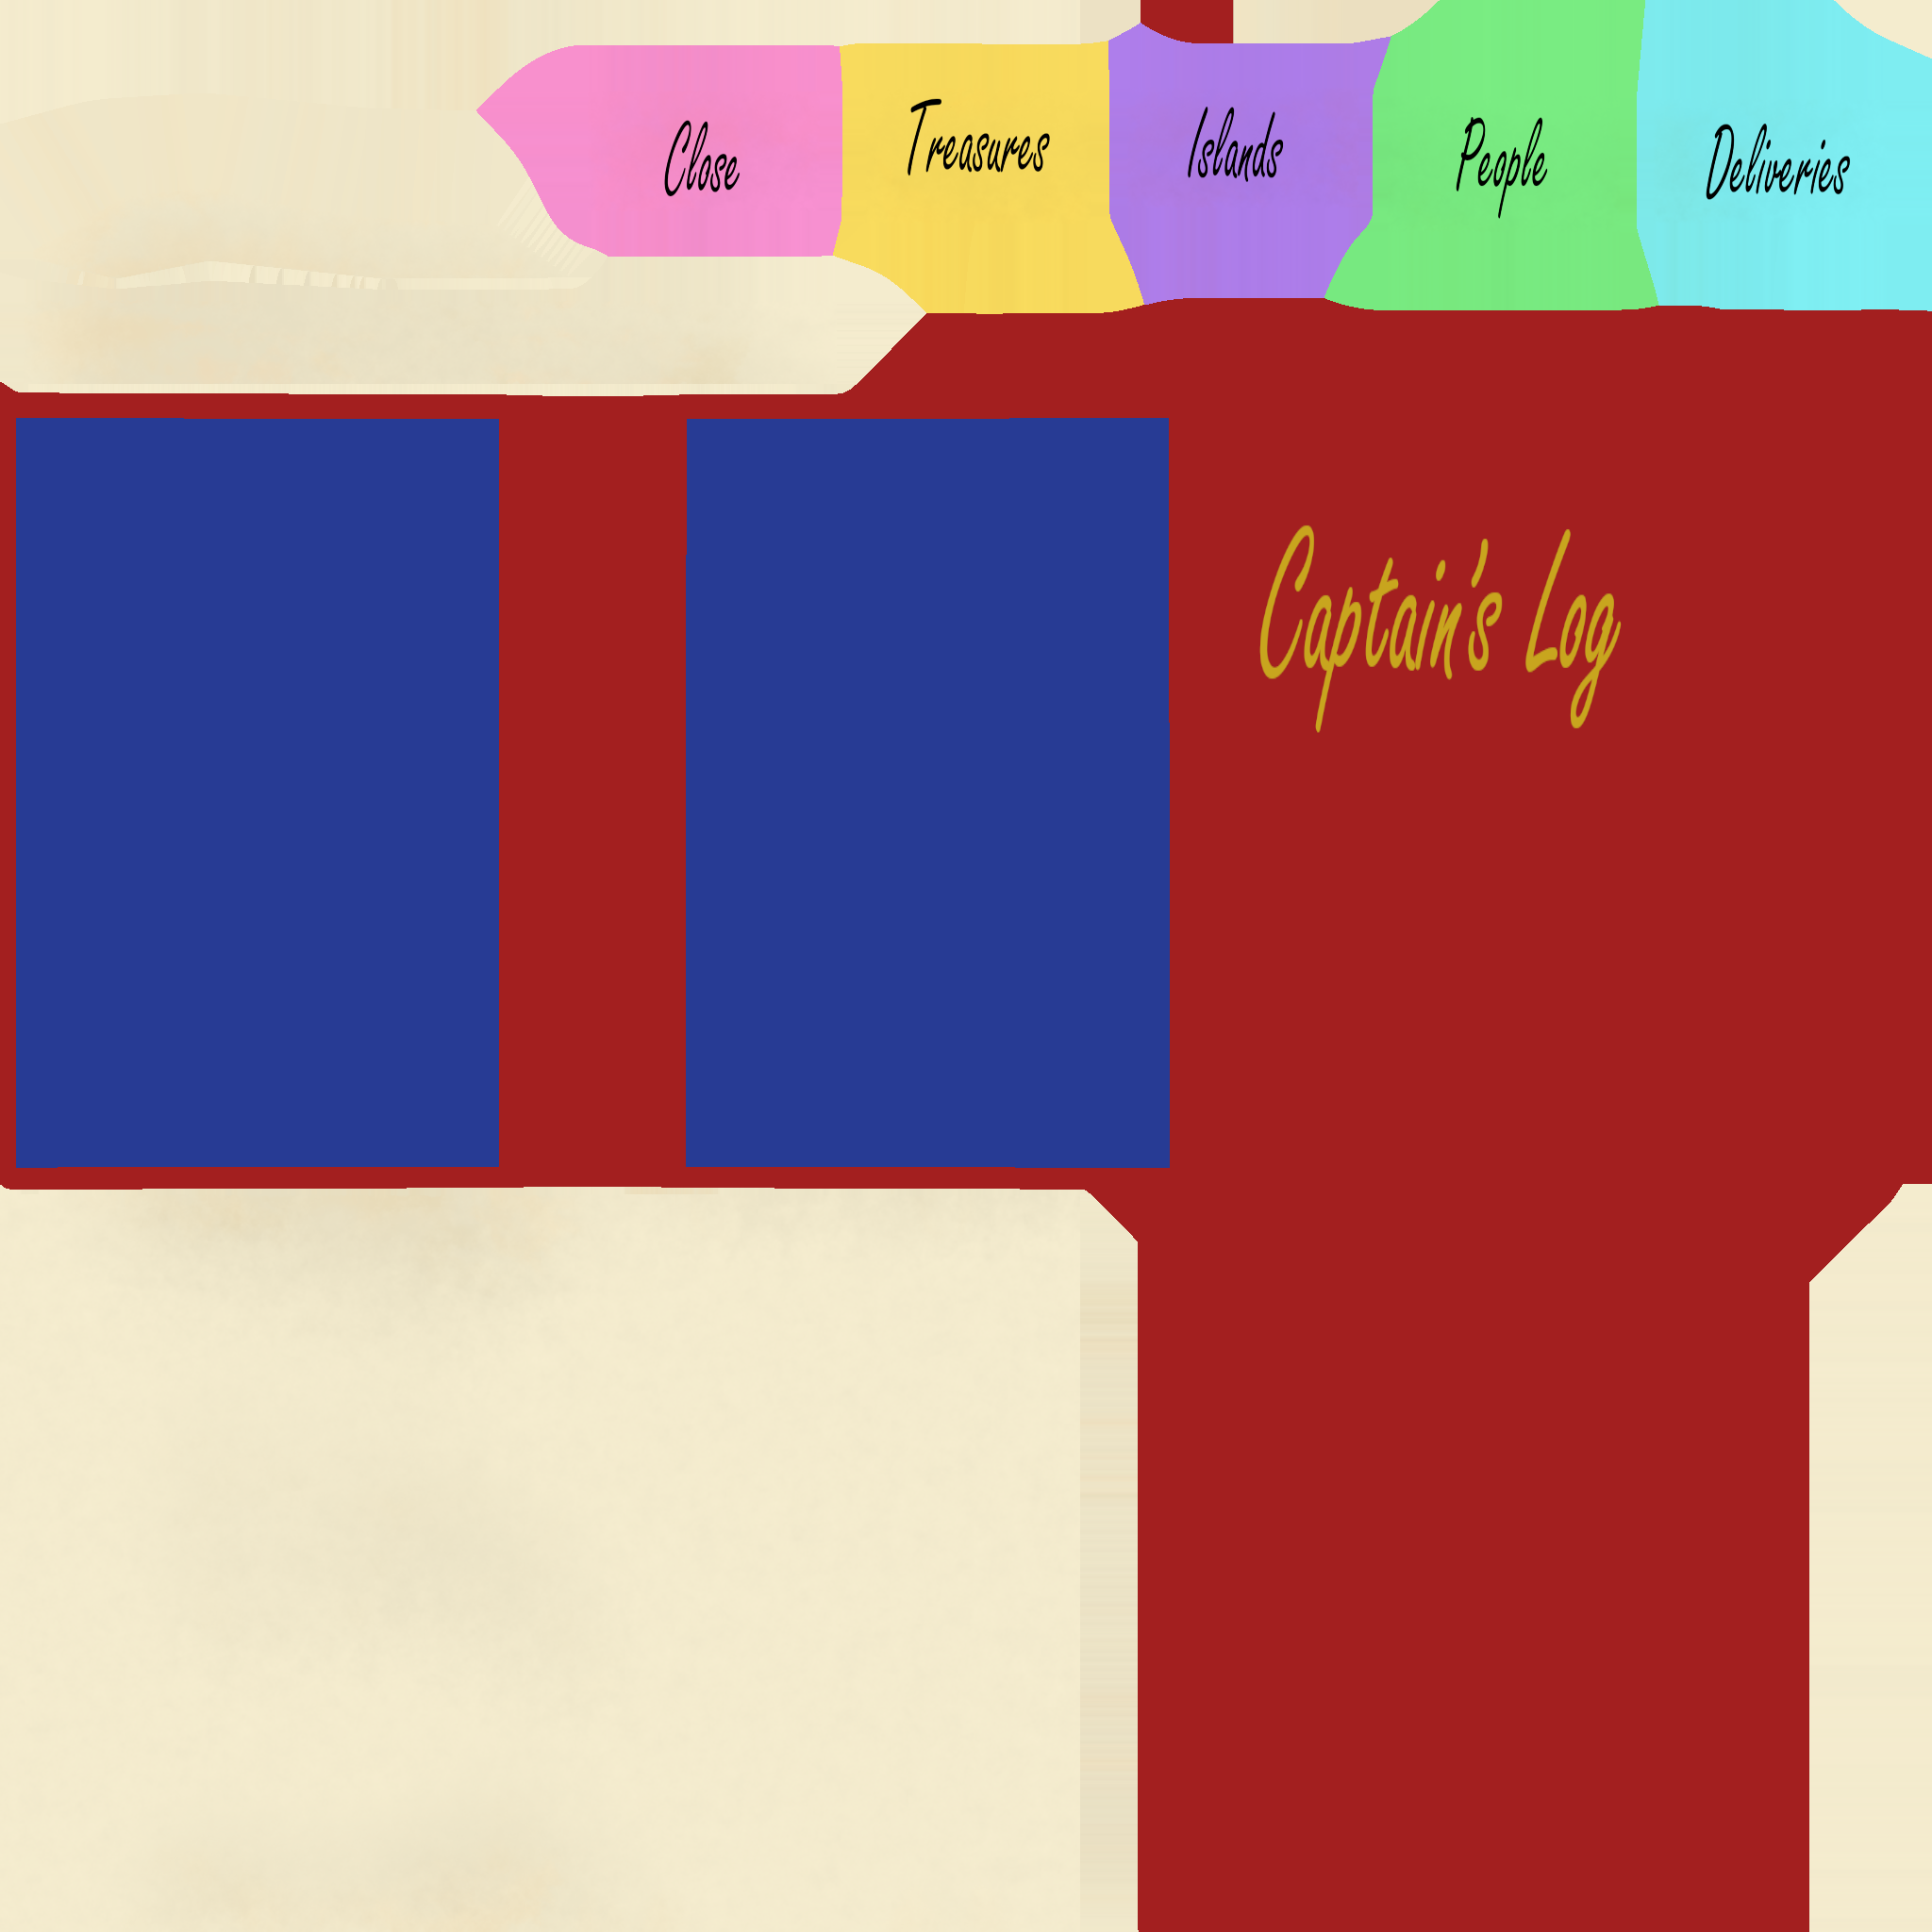 Close
Treasures
Islands
People
Deliveries
Captain's Log